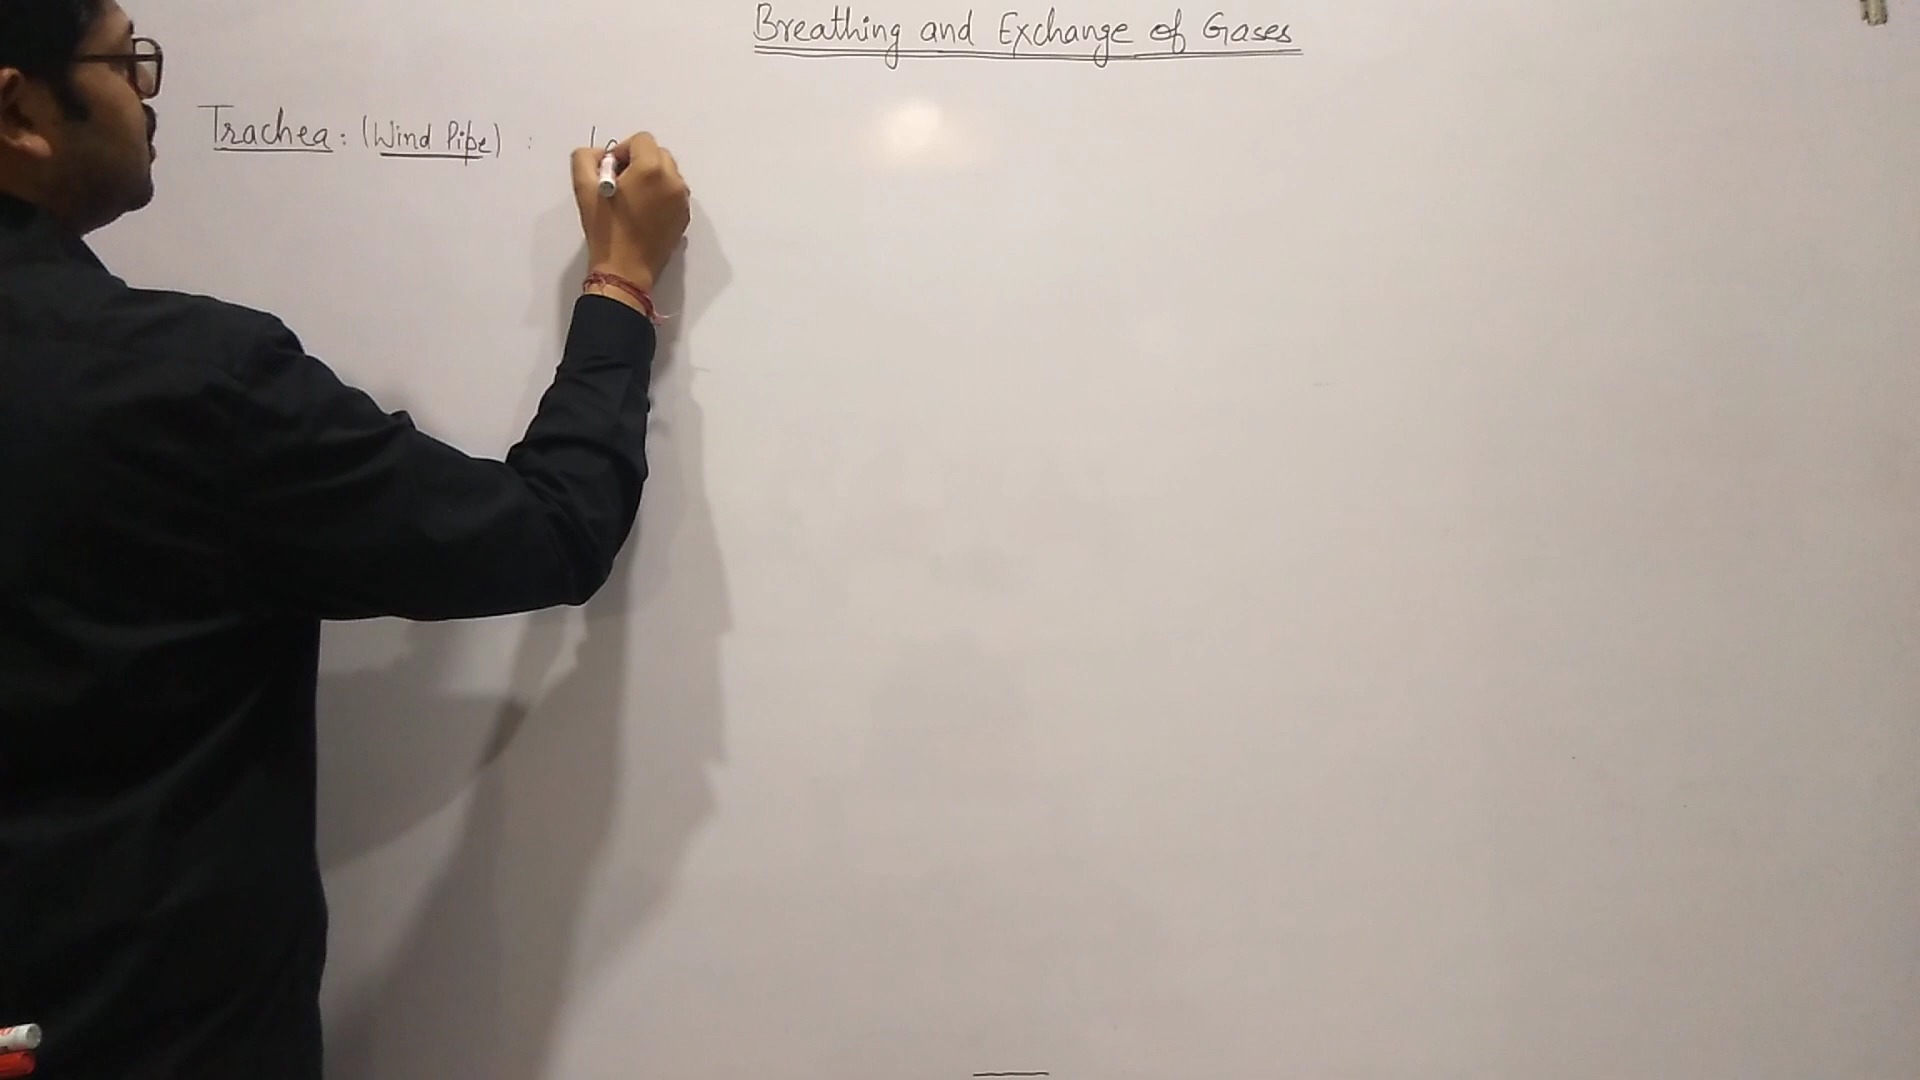 Breathing and Exchange of Gases
Trachea : (Wind Pipe) :